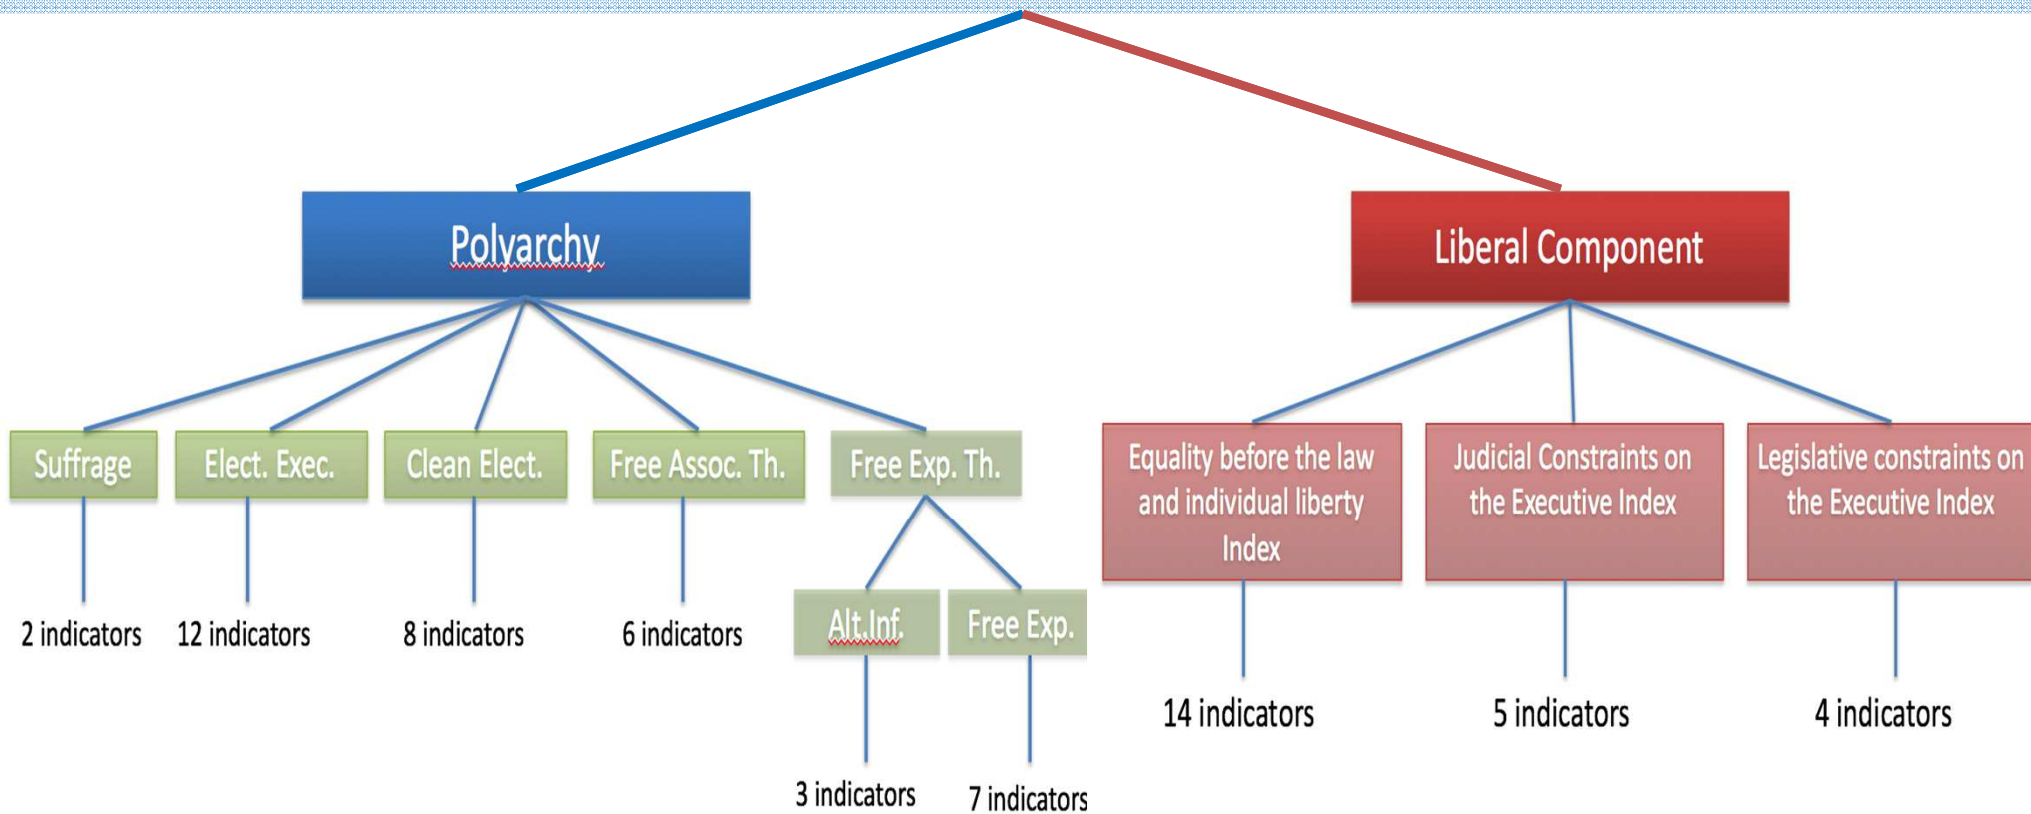 Polyarchy
Liberal Component
Suffrage
Elect. Exec.
Clean Elect.
Free Assoc. Th.
Free Exp. Th.
Equality before the law
and individual liberty
Index
Judicial Constraints on
the Executive Index
Legislative constraints on
the Executive Index
2 indicators
12 indicators
8 indicators
6 indicators
Alt.Inf.
Free Exp.
14 indicators
5 indicators
4 indicators
3 indicators
7 indicators